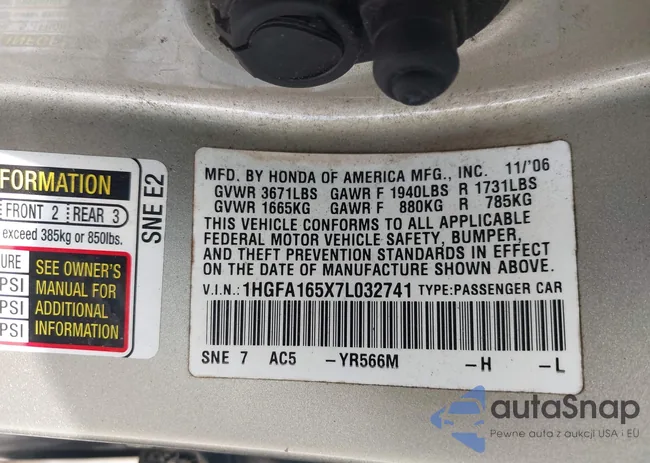 FORMATION
FRONT 2 REAR 3
exceed 385kg or 850lbs.
URE
PSI
PSI
SEE OWNER'S
MANUAL FOR
ADDITIONAL
INFORMATION.
SNE E2
MFD. BY HONDA OF AMERICA MFG., INC. 11/'06
GVWR 3671LBS GAWR F 1940LBS R 1731LBS
GVWR 1665KG GAWR F 880KG R 785KG
THIS VEHICLE CONFORMS TO ALL APPLICABLE
FEDERAL MOTOR VEHICLE SAFETY, BUMPER,
AND THEFT PREVENTION STANDARDS IN EFFECT
ON THE DATE OF MANUFACTURE SHOWN ABOVE.
V.I.N.: 1HGFA165X7L032741 TYPE:PASSENGER CAR
SNE 7 AC5 -YR566M -H -L
autaSnap
Pewne auta z aukcji USA i EU